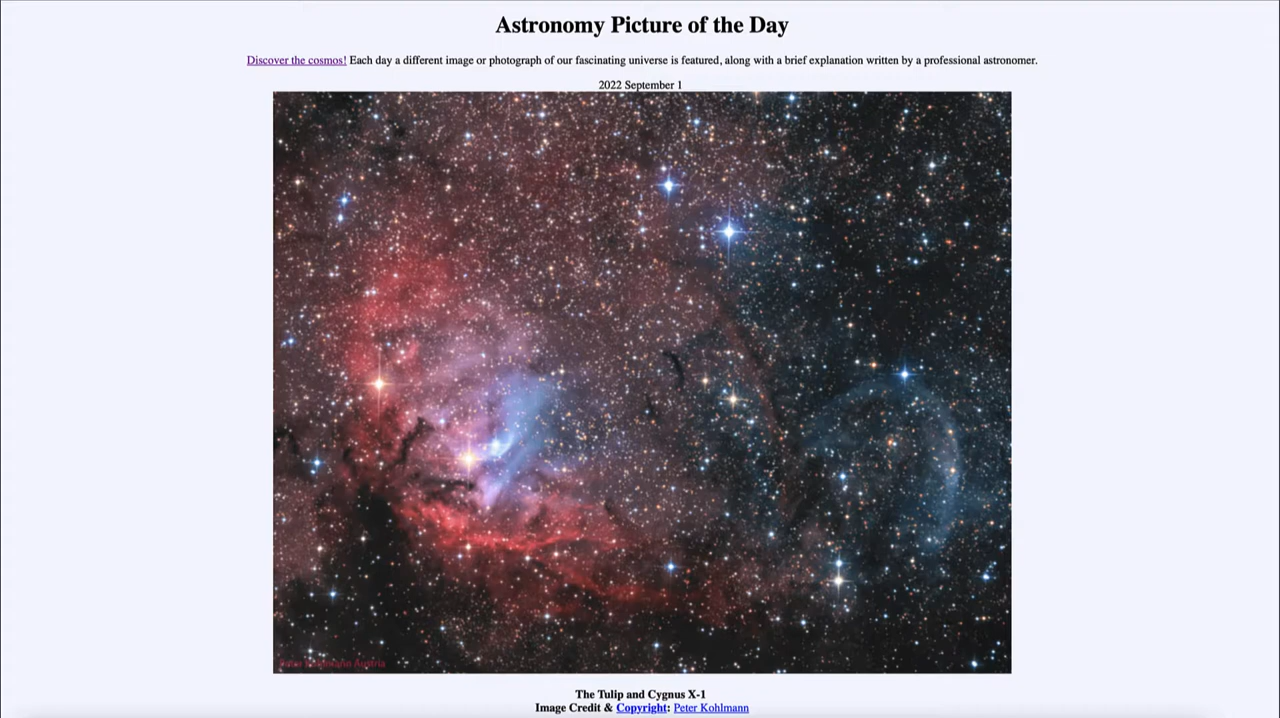 Astronomy Picture of the Day
Discover the cosmos! Each day a different image or photograph of our fascinating universe is featured, along with a brief explanation written by a professional astronomer.
2022 September 1
Austria
The Tulip and Cygnus X-1
Image Credit & Copyright: Peter Kohlmann